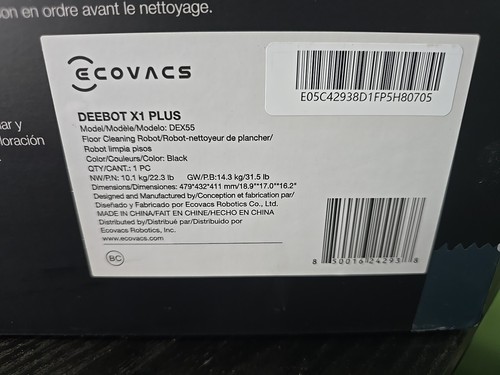 on en ordre avant le nettoyage.
ECOVACS
E05C42938D1FP5H80705
ar y
loración
DEEBOT X1 PLUS
Model/Modèle/Modelo: DEX55
Floor Cleaning Robot/Robot-nettoyeur de plancher/
Robot limpia pisos
Color/Couleurs/Color: Black
QTY/CANT.: 1 PC
NW/P.N: 10.1 kg/22.3 lb GW/P.B:14.3 kg/31.5 lb
Dimensions/Dimensiones: 479*432*411 mm/18.9"*17.0"*16.2"
Designed and Manufactured by/Conception et fabrication par/
Diseñado y Fabricado por Ecovacs Robotics Co., Ltd.
MADE IN CHINA/FAIT EN CHINE/HECHO EN CHINA
Distributed by/Distribué par/Distribuido por
Ecovacs Robotics, Inc.
www.ecovacs.com
BC
8 50016 24293 8